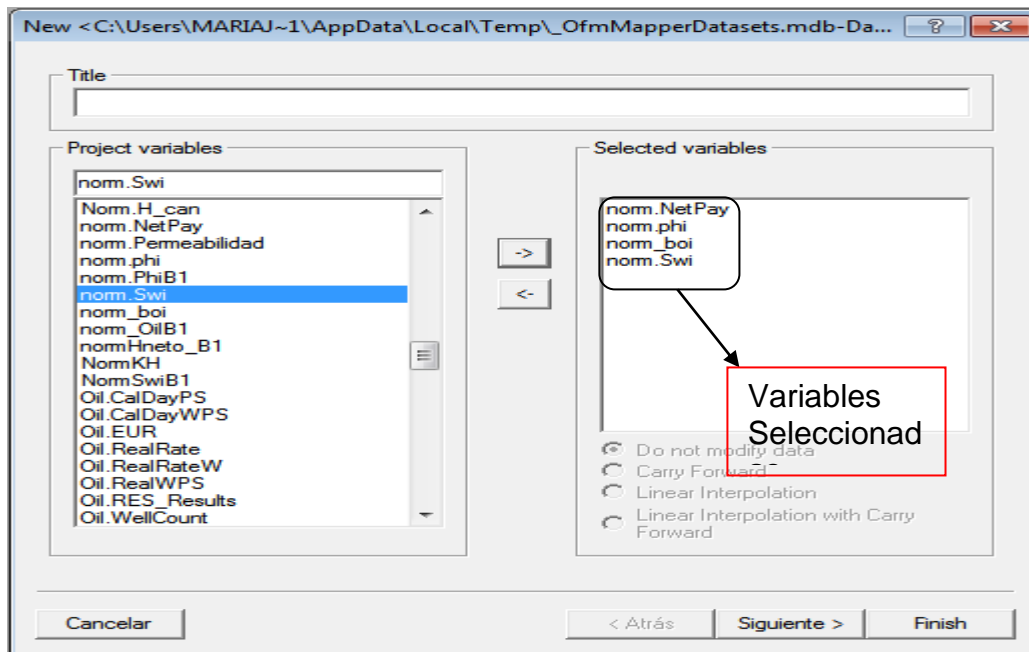 New <C:\Users\MARIAJ~1\AppData\Local\Temp\_OfmMapperDatasets.mdb-Da...
Title
Project variables
norm.Swi
Norm.H_can
norm.NetPay
norm.Permeabilidad
norm.phi
norm.PhiB1
norm.Swi
norm_boi
norm_OilB1
normHneto_B1
NormKH
NormSwiB1
Oil.CalDayPS
Oil.CalDayWPS
Oil.EUR
Oil.RealRate
Oil.RealRateW
Oil.RealWPS
Oil.RES_Results
Oil.WellCount
->
<-
Selected variables
norm.NetPay
norm.phi
norm_boi
norm.Swi
Variables
Seleccionad
Do not modify data
Carry Forward
Linear Interpolation
Linear Interpolation with Carry
Forward
Cancelar
< Atrás
Siguiente >
Finish